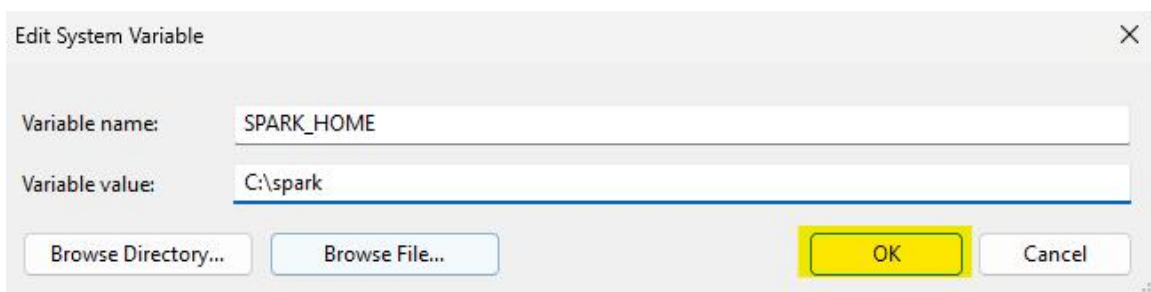 Edit System Variable
Variable name: SPARK_HOME
Variable value: C:\spark
Browse Directory... Browse File... OK Cancel